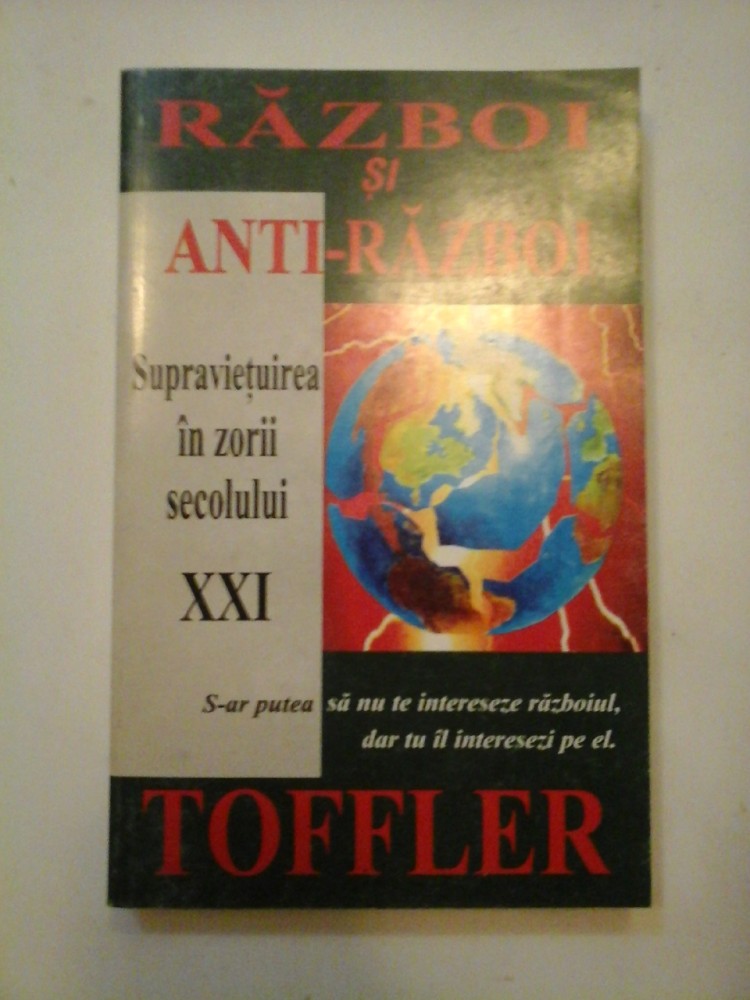 RĂZBOI
ȘI
ANTI-RĂZBOI
Supraviețuirea
în zorii
secolului
XXI
S-ar putea să nu te intereseze războiul,
dar tu îl interesezi pe el.
TOFFLER